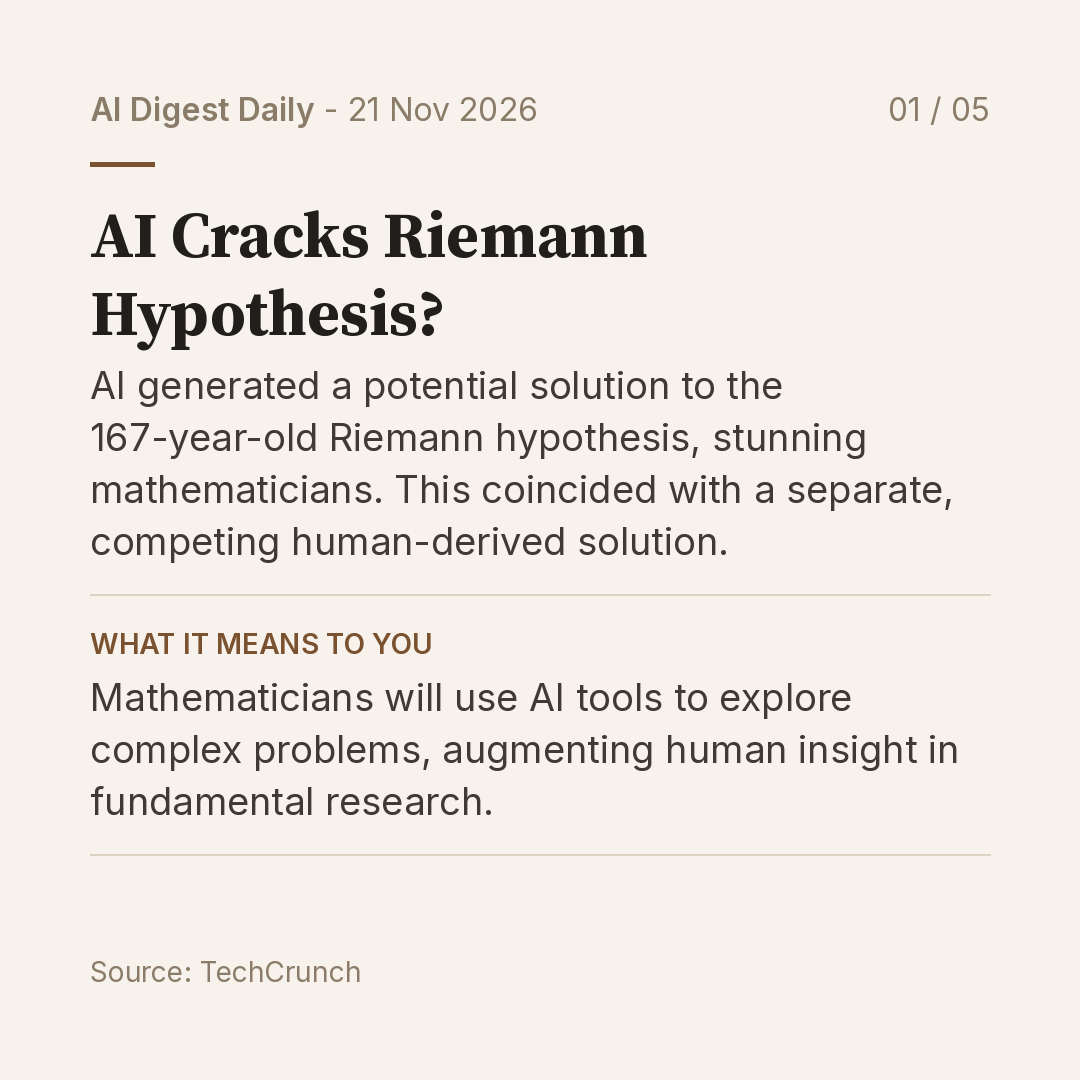 AI Digest Daily - 21 Nov 2026
01 / 05
AI Cracks Riemann
Hypothesis?
AI generated a potential solution to the
167-year-old Riemann hypothesis, stunning
mathematicians. This coincided with a separate,
competing human-derived solution.
WHAT IT MEANS TO YOU
Mathematicians will use AI tools to explore
complex problems, augmenting human insight in
fundamental research.
Source: TechCrunch